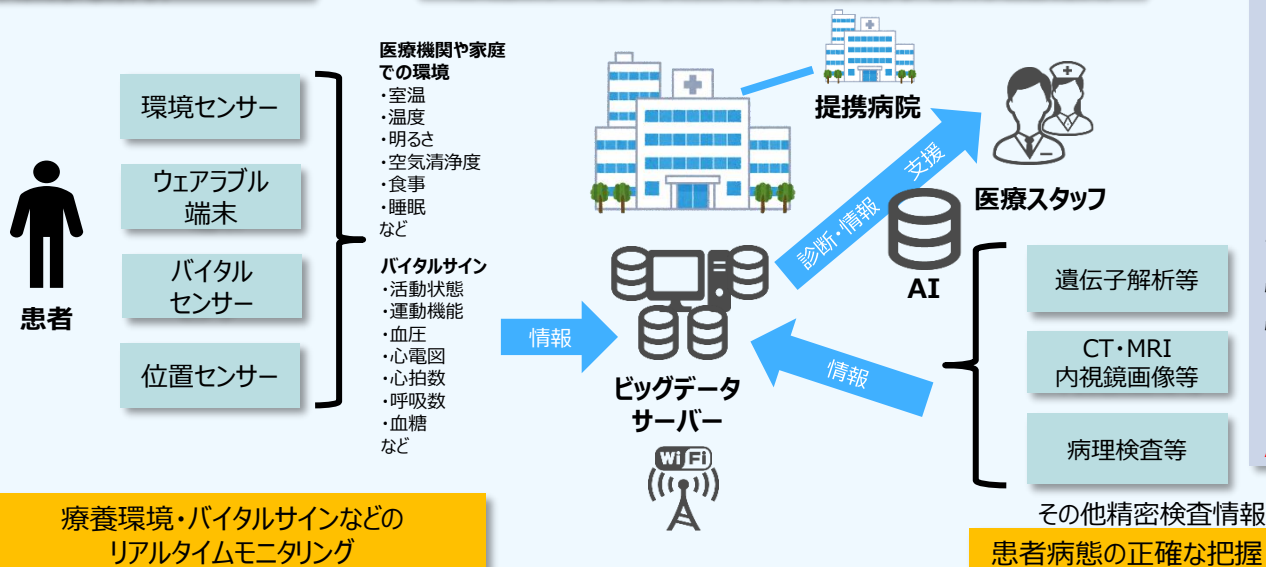 患者
環境センサー
ウェアラブル
端末
バイタル
センサー
位置センサー
医療機関や家庭
での環境
・室温
・温度
・明るさ
・空気清浄度
・食事
・睡眠
など
バイタルサイン
・活動状態
・運動機能
・血圧
・心電図
・心拍数
・呼吸数
・血糖
など
情報
提携病院
診断・情報 支援
医療スタッフ
AI
ビッグデータ
サーバー
WiFi
情報
遺伝子解析等
CT・MRI
内視鏡画像等
病理検査等
その他精密検査情報
療養環境・バイタルサインなどの
リアルタイムモニタリング
患者病態の正確な把握